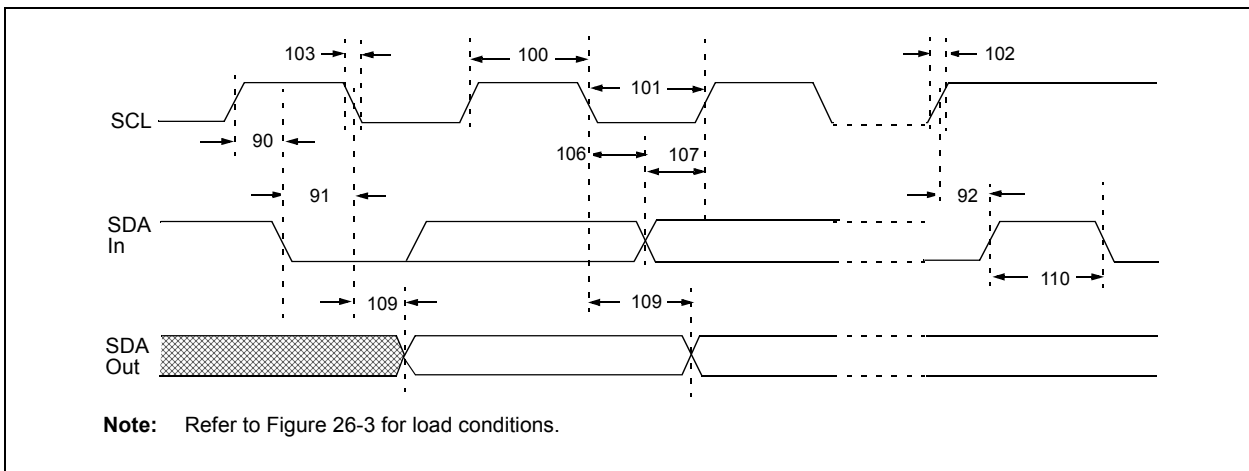 103
100
102
101
SCL
90
106
107
91
92
SDA
In
110
109
109
SDA
Out
Note: Refer to Figure 26-3 for load conditions.